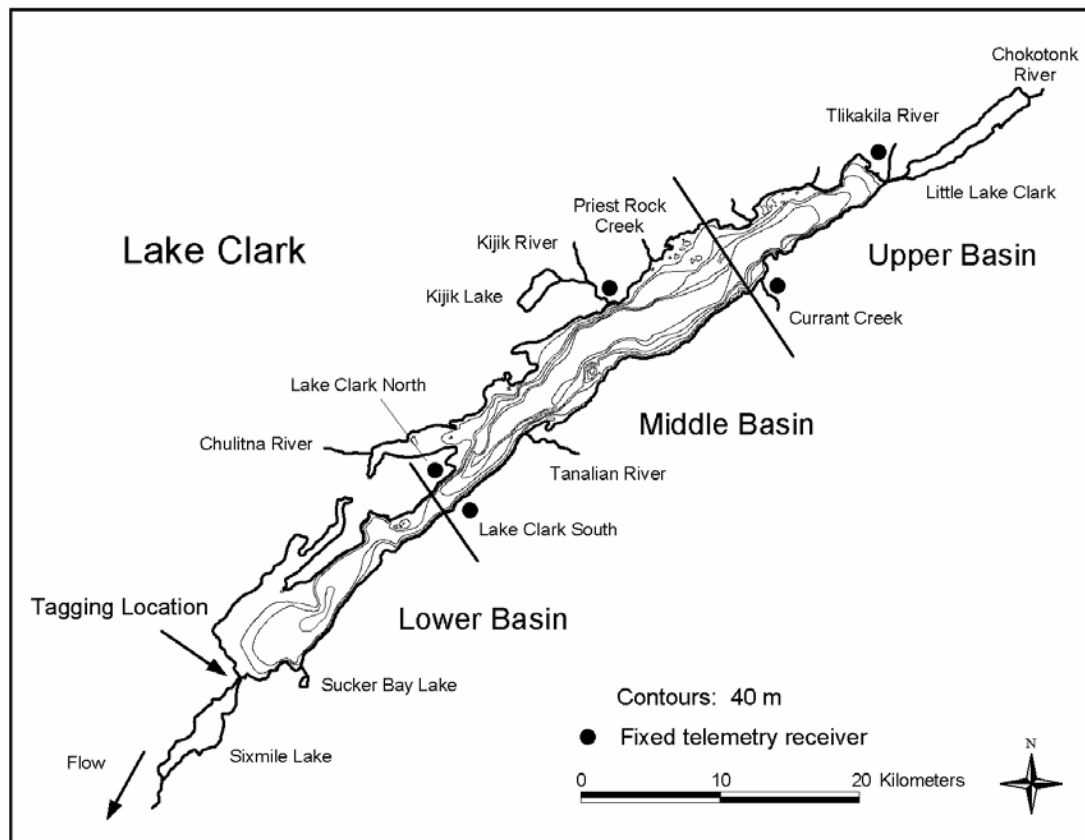 Chokotonk
River
Tlikakila River
Little Lake Clark
Priest Rock
Creek
Kijik River
Lake Clark
Upper Basin
Kijik Lake
Currant Creek
Lake Clark North
Middle Basin
Chulitna River
Tanalian River
Lake Clark South
Tagging Location
Lower Basin
Sucker Bay Lake
Contours: 40 m
Fixed telemetry receiver
Sixmile Lake
Flow
N
0 10 20 Kilometers